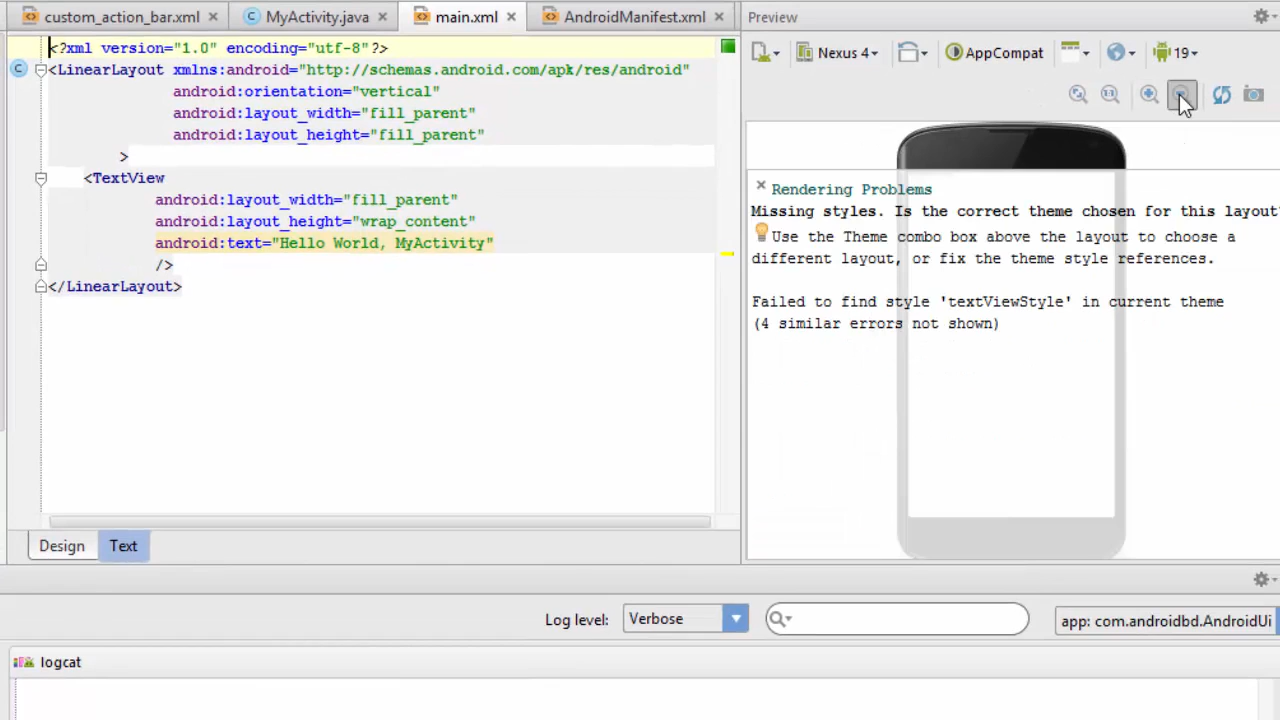 custom_action_bar.xml
MyActivity.java
main.xml
AndroidManifest.xml
Preview
<?xml version="1.0" encoding="utf-8"?>
<LinearLayout xmlns:android="http://schemas.android.com/apk/res/android"
android:orientation="vertical"
android:layout_width="fill_parent"
android:layout_height="fill_parent"
>
<TextView
android:layout_width="fill_parent"
android:layout_height="wrap_content"
android:text="Hello World, MyActivity"
/>
</LinearLayout>
Design
Text
Nexus 4
AppCompat
19
Rendering Problems
Missing styles. Is the correct theme chosen for this layout?
Use the Theme combo box above the layout to choose a
different layout, or fix the theme style references.
Failed to find style 'textViewStyle' in current theme
(4 similar errors not shown)
Log level:
Verbose
app: com.androidbd.AndroidUi
logcat